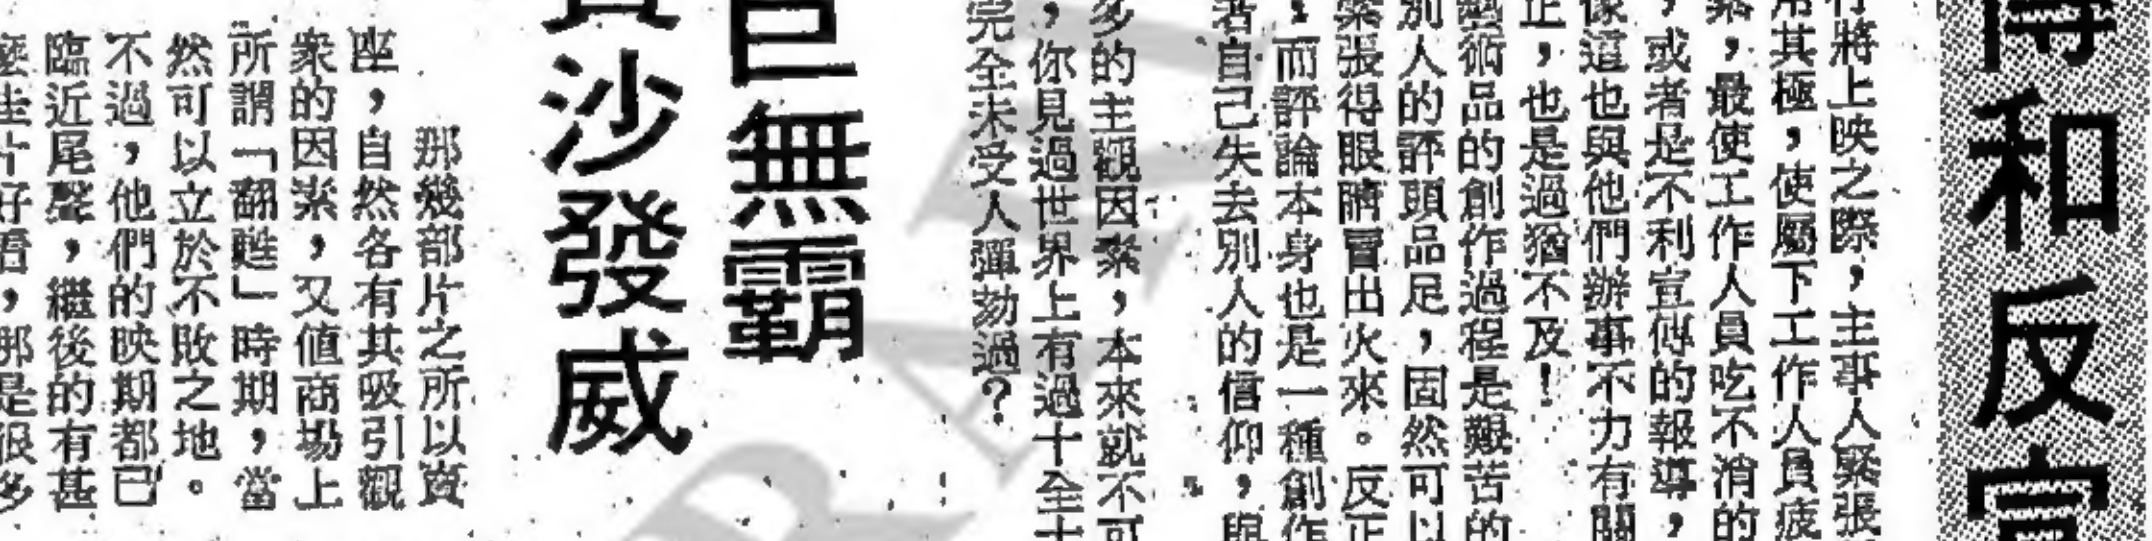 和反宣
將上映之際，主事人緊張
其極，使屬下工作人員疲
，最使工作人員吃不消的
，或者是不利宣傳的報導，
像這也與他們辦事不力有關
正，也是過猶不及！
藝術品的創作過程是艱苦的
別人的評頭品足，固然可以
緊張得眼睛冒出火來。反正
，而評論本身也是一種創作
自己失去別人的信仰，與
多的主觀因素，本來就不可
，你見過世界上有過十全十
完全未受人彈劾過？
巨無霸
沙發威
那幾部片之所以賣
座，自然各有其吸引觀
衆的因素，又值商場上
所謂「翻甦」時期，當
然可以立於不敗之地。
不過，他們的映期都已
臨近尾聲，繼後的有甚
麼佳片好看，那是很多